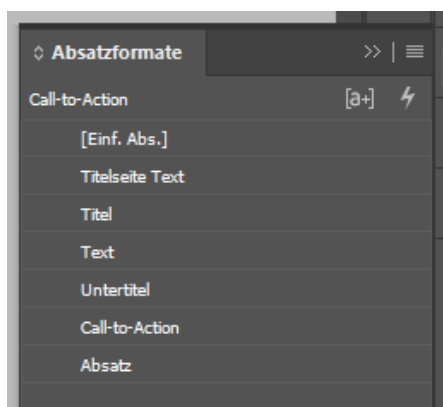 Absatzformate
Call-to-Action [a+]
[Einf. Abs.]
Titelseite Text
Titel
Text
Untertitel
Call-to-Action
Absatz